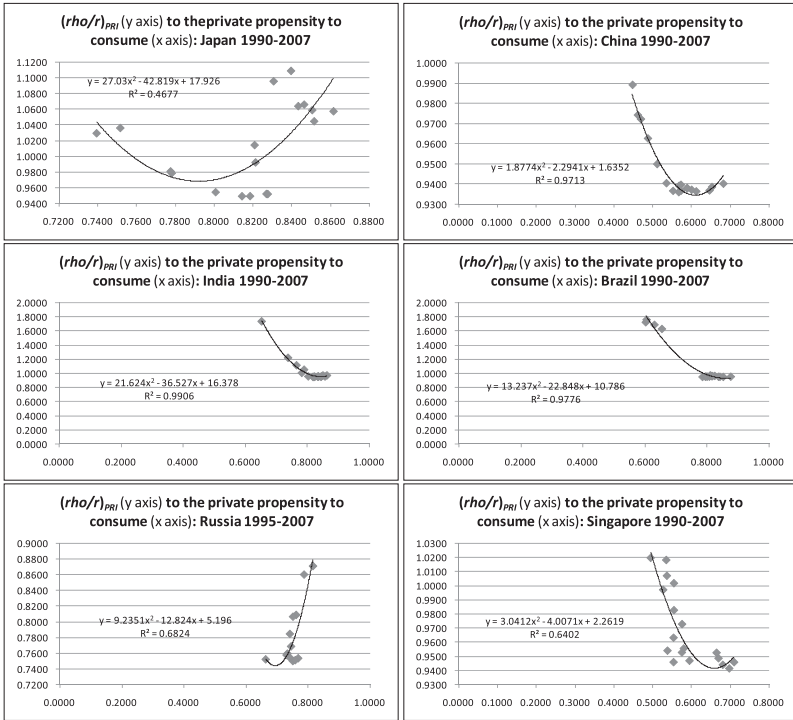 (rho/r)PRI (y axis) to theprivate propensity to
consume (x axis): Japan 1990-2007
1.1200
1.1000
1.0800
1.0600
1.0400
1.0200
1.0000
0.9800
0.9600
0.9400
y = 27.03x² - 42.819x + 17.926
R² = 0.4677
0.7200 0.7400 0.7600 0.7800 0.8000 0.8200 0.8400 0.8600 0.8800
(rho/r)PRI (y axis) to the private propensity to
consume (x axis): China 1990-2007
1.0000
0.9900
0.9800
0.9700
0.9600
0.9500
0.9400
0.9300
y = 1.8774x² - 2.2941x + 1.6352
R² = 0.9713
0.0000 0.1000 0.2000 0.3000 0.4000 0.5000 0.6000 0.7000 0.8000
(rho/r)PRI (y axis) to the private propensity to
consume (x axis): India 1990-2007
2.0000
1.8000
1.6000
1.4000
1.2000
1.0000
0.8000
0.6000
0.4000
0.2000
0.0000
y = 21.624x² - 36.527x + 16.378
R² = 0.9906
0.0000 0.2000 0.4000 0.6000 0.8000 1.0000
(rho/r)PRI (y axis) to the private propensity to
consume (x axis): Brazil 1990-2007
2.0000
1.8000
1.6000
1.4000
1.2000
1.0000
0.8000
0.6000
0.4000
0.2000
0.0000
y = 13.237x² - 22.848x + 10.786
R² = 0.9776
0.0000 0.2000 0.4000 0.6000 0.8000 1.0000
(rho/r)PRI (y axis) to the private propensity to
consume (x axis): Russia 1995-2007
0.9000
0.8800
0.8600
0.8400
0.8200
0.8000
0.7800
0.7600
0.7400
0.7200
y = 9.2351x² - 12.824x + 5.196
R² = 0.6824
0.0000 0.2000 0.4000 0.6000 0.8000 1.0000
(rho/r)PRI (y axis) to the private propensity to
consume (x axis): Singapore 1990-2007
1.0300
1.0200
1.0100
1.0000
0.9900
0.9800
0.9700
0.9600
0.9500
0.9400
0.9300
y = 3.0412x² - 4.0071x + 2.2619
R² = 0.6402
0.0000 0.1000 0.2000 0.3000 0.4000 0.5000 0.6000 0.7000 0.8000